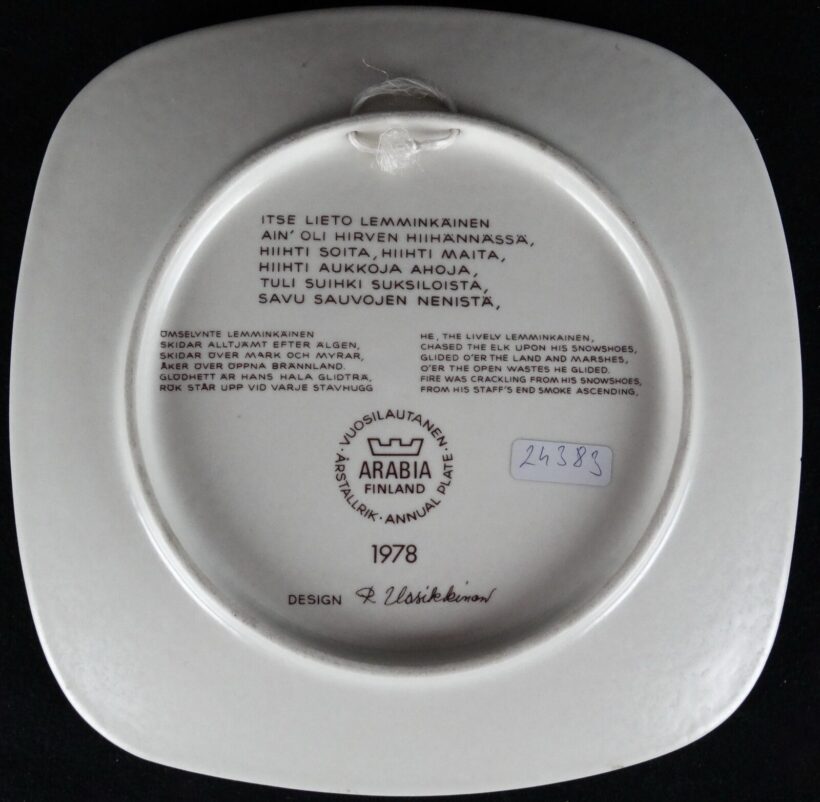 ITSE LIETO LEMMINKÄINEN
AIN' OLI HIRVEN HIIHÄNNÄSSÄ,
HIIHTI SOITA, HIIHTI MAITA,
HIIHTI AUKKOJA AHOJA,
TULI SUIHKI SUKSILOISTA,
SAVU SAUVOJEN NENISTÄ,
ÖMSELYNTE LEMMINKÄINEN
SKIDAR ALLTJÄMT EFTER ÄLGEN,
SKIDAR ÖVER MARK OCH MYRAR,
ÅKER ÖVER ÖPPNA BRÄNNLAND.
GLÖDHETT ÄR HANS HALA GLIDTRÄ,
RÖK STÅR UPP VID VARJE STAVHUGG
HE, THE LIVELY LEMMINKAINEN,
CHASED THE ELK UPON HIS SNOWSHOES,
GLIDED O'ER THE LAND AND MARSHES,
O'ER THE OPEN WASTES HE GLIDED.
FIRE WAS CRACKLING FROM HIS SNOWSHOES,
FROM HIS STAFF'S END SMOKE ASCENDING,
· VUOSILAUTANEN · ANNUAL PLATE · ÅRSTALLRIK
ARABIA
FINLAND
24383
1978
DESIGN R Uosikkinen